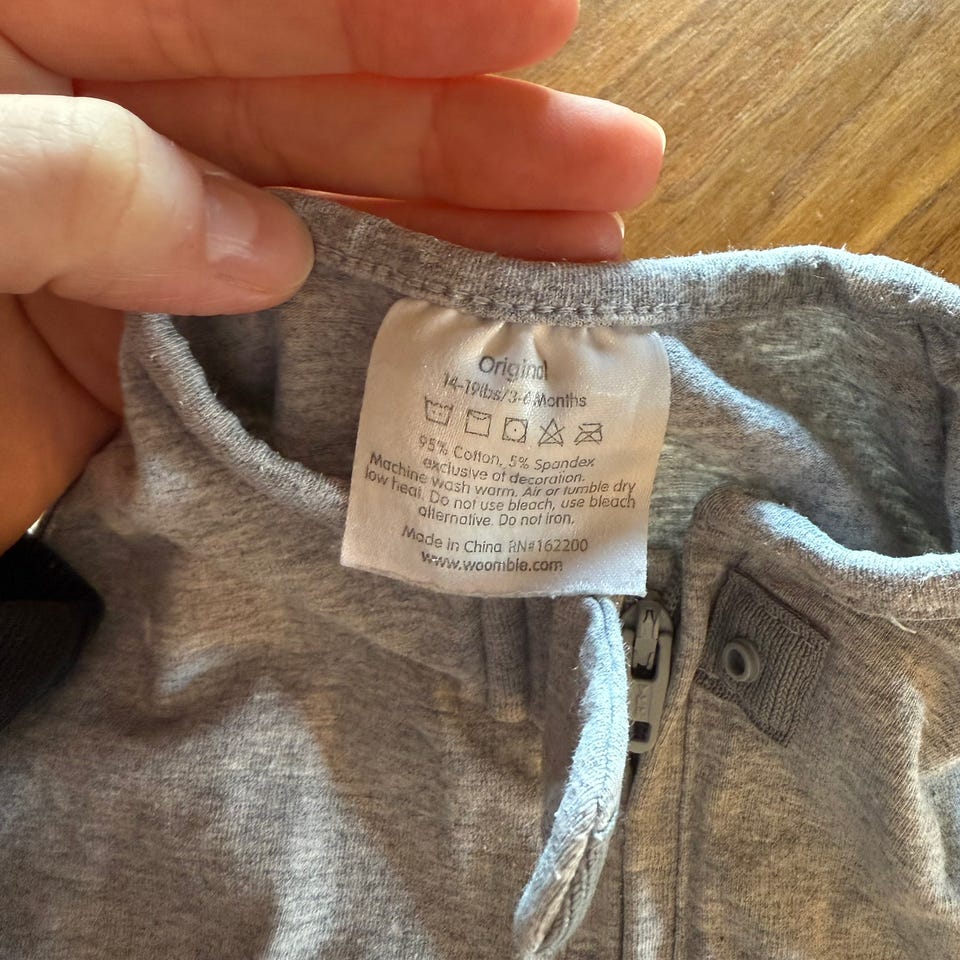 Original
14-19lbs/3-6 Months
95% Cotton, 5% Spandex
exclusive of decoration.
Machine wash warm. Air or tumble dry
low heat. Do not use bleach, use bleach
alternative. Do not iron.
Made in China RN#162200
www.woomble.com